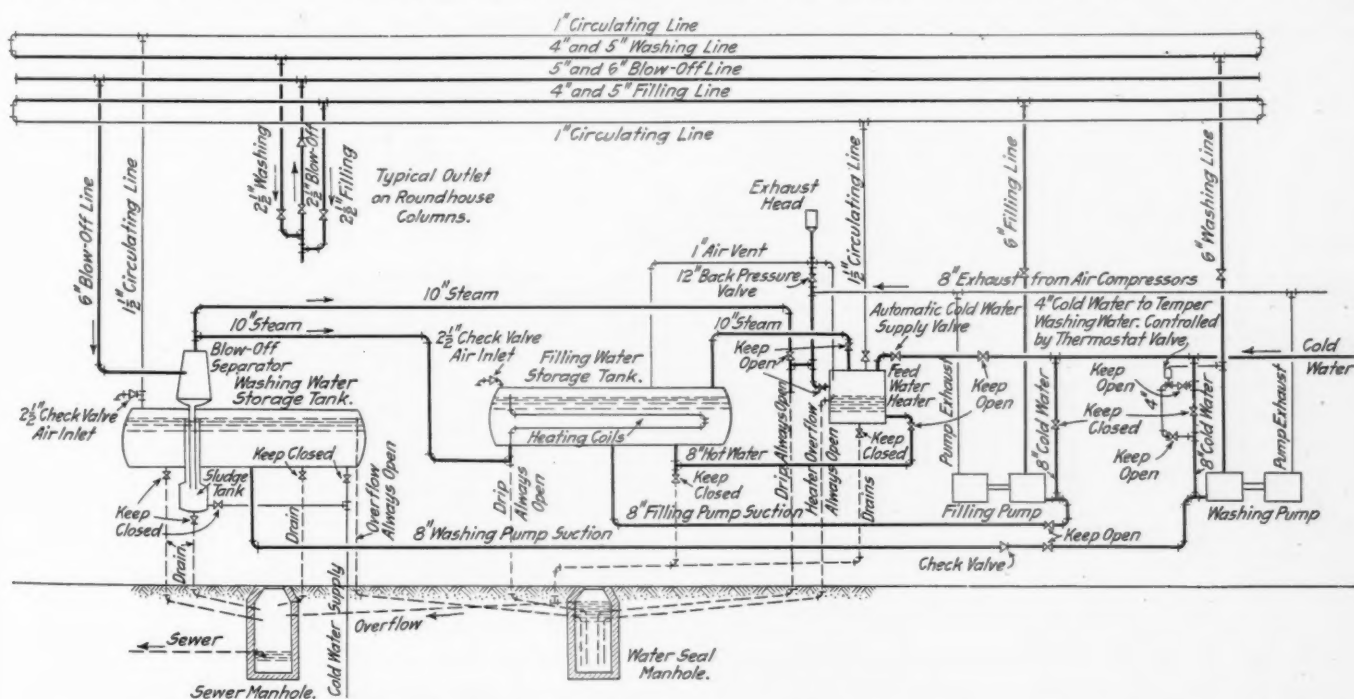 1" Circulating Line
4" and 5" Washing Line
5" and 6" Blow-Off Line
4" and 5" Filling Line
1" Circulating Line
6" Blow-Off Line
1½" Circulating Line
2½" Washing
2½" Blow-Off
2½" Filling
Typical Outlet
on Roundhouse
Columns.
Exhaust
Head
1½" Circulating Line
6" Filling Line
6" Washing Line
1" Air Vent
12" Back Pressure
Valve
8" Exhaust from Air Compressors
10" Steam
10" Steam
10" Steam
Automatic Cold Water
Supply Valve
4" Cold Water to Temper
Washing Water. Controlled
by Thermostat Valve.
Cold
Water
Blow-Off
Separator
Washing Water
Storage Tank.
2½" Check Valve
Air Inlet
2½" Check Valve
Air Inlet
Filling Water
Storage Tank.
Heating Coils
Keep
Open
Feed
Water
Heater
Keep
Open
Pump Exhaust
8" Cold Water
Keep
Closed
Keep
Open
4"
Keep
Open
8" Cold Water
Pump Exhaust
Keep Closed
Sludge
Tank
Keep
Closed
Drain
Drain
Overflow
Always Open
Drip
Always
Open
8" Hot Water
Keep
Closed
Drip Always Open
Heater Overflow
Always Open
Keep
Closed
Drains
8" Filling Pump Suction
8" Washing Pump Suction
Filling Pump
Washing Pump
Keep Open
Check Valve
Cold Water Supply
Overflow
Sewer
Sewer Manhole.
Water Seal
Manhole.